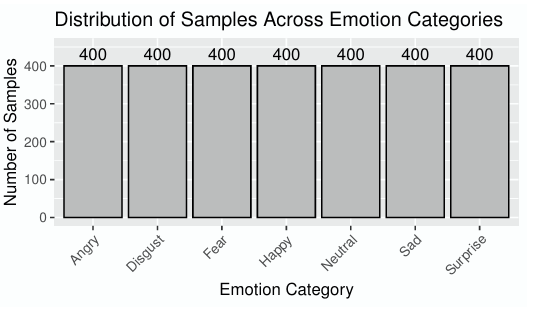 Distribution of Samples Across Emotion Categories
400 400 400 400 400 400 400
Number of Samples
400
300
200
100
0
Angry Disgust Fear Happy Neutral Sad Surprise
Emotion Category